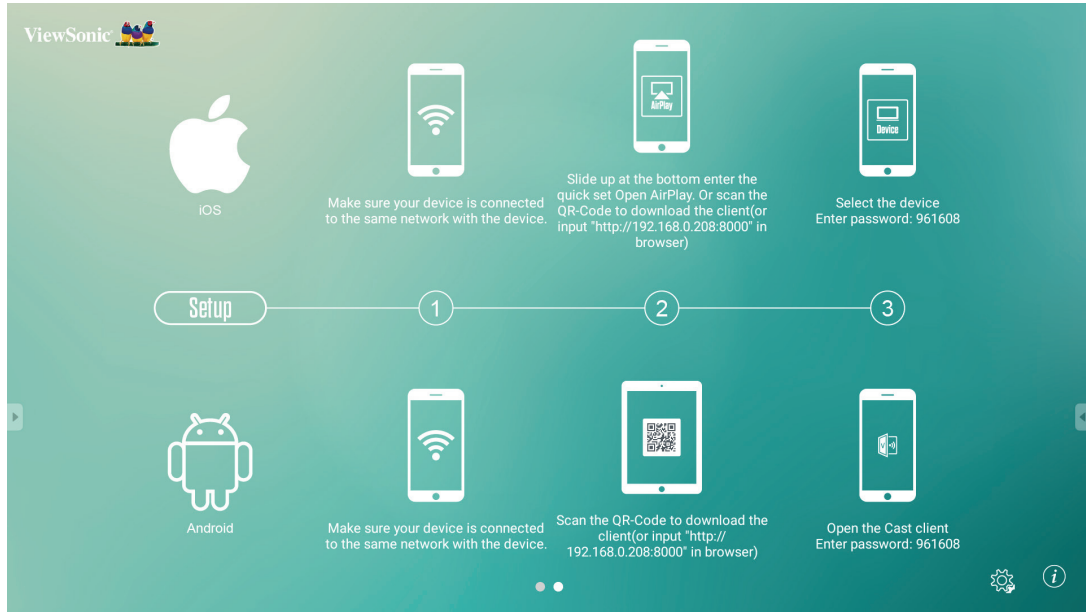 ViewSonic®
AirPlay
Device
iOS
Make sure your device is connected
to the same network with the device.
Slide up at the bottom enter the
quick set Open AirPlay. Or scan the
QR-Code to download the client(or
input "http://192.168.0.208:8000" in
browser)
Select the device
Enter password: 961608
Setup
1
2
3
Android
Make sure your device is connected
to the same network with the device.
Scan the QR-Code to download the
client(or input "http://
192.168.0.208:8000" in browser)
Open the Cast client
Enter password: 961608
i